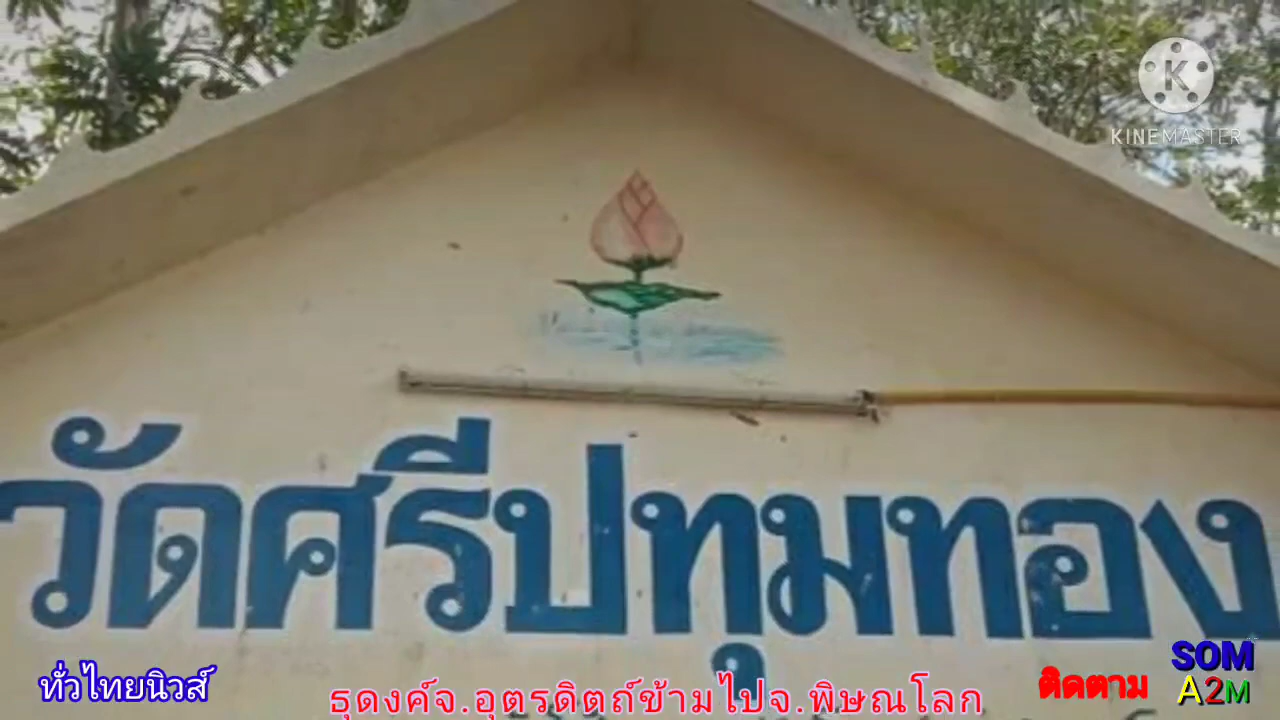 K
KINEMASTER
วัดศรีปทุมทอง
ทั่วไทยนิวส์
ธุดงค์จ.อุตรดิตถ์ข้ามไปจ.พิษณโลก
ติดตาม
SOM
A2M